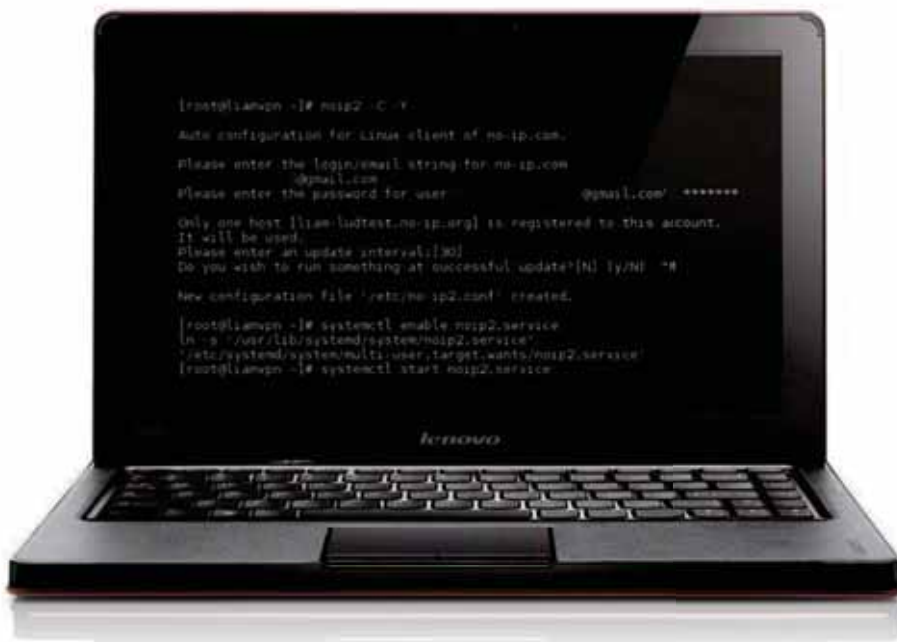 [root@liamvpn ~]# noip2 -C -Y
Auto configuration for Linux client of no-ip.com.
Please enter the login/email string for no-ip.com
@gmail.com
Please enter the password for user @gmail.com' *******
Only one host [liam-ludtest.no-ip.org] is registered to this account.
It will be used.
Please enter an update interval:[30]
Do you wish to run something at successful update?[N] (y/N) ^M
New configuration file '/etc/no-ip2.conf' created.
[root@liamvpn ~]# systemctl enable noip2.service
ln -s '/usr/lib/systemd/system/noip2.service'
'/etc/systemd/system/multi-user.target.wants/noip2.service'
[root@liamvpn ~]# systemctl start noip2.service
lenovo